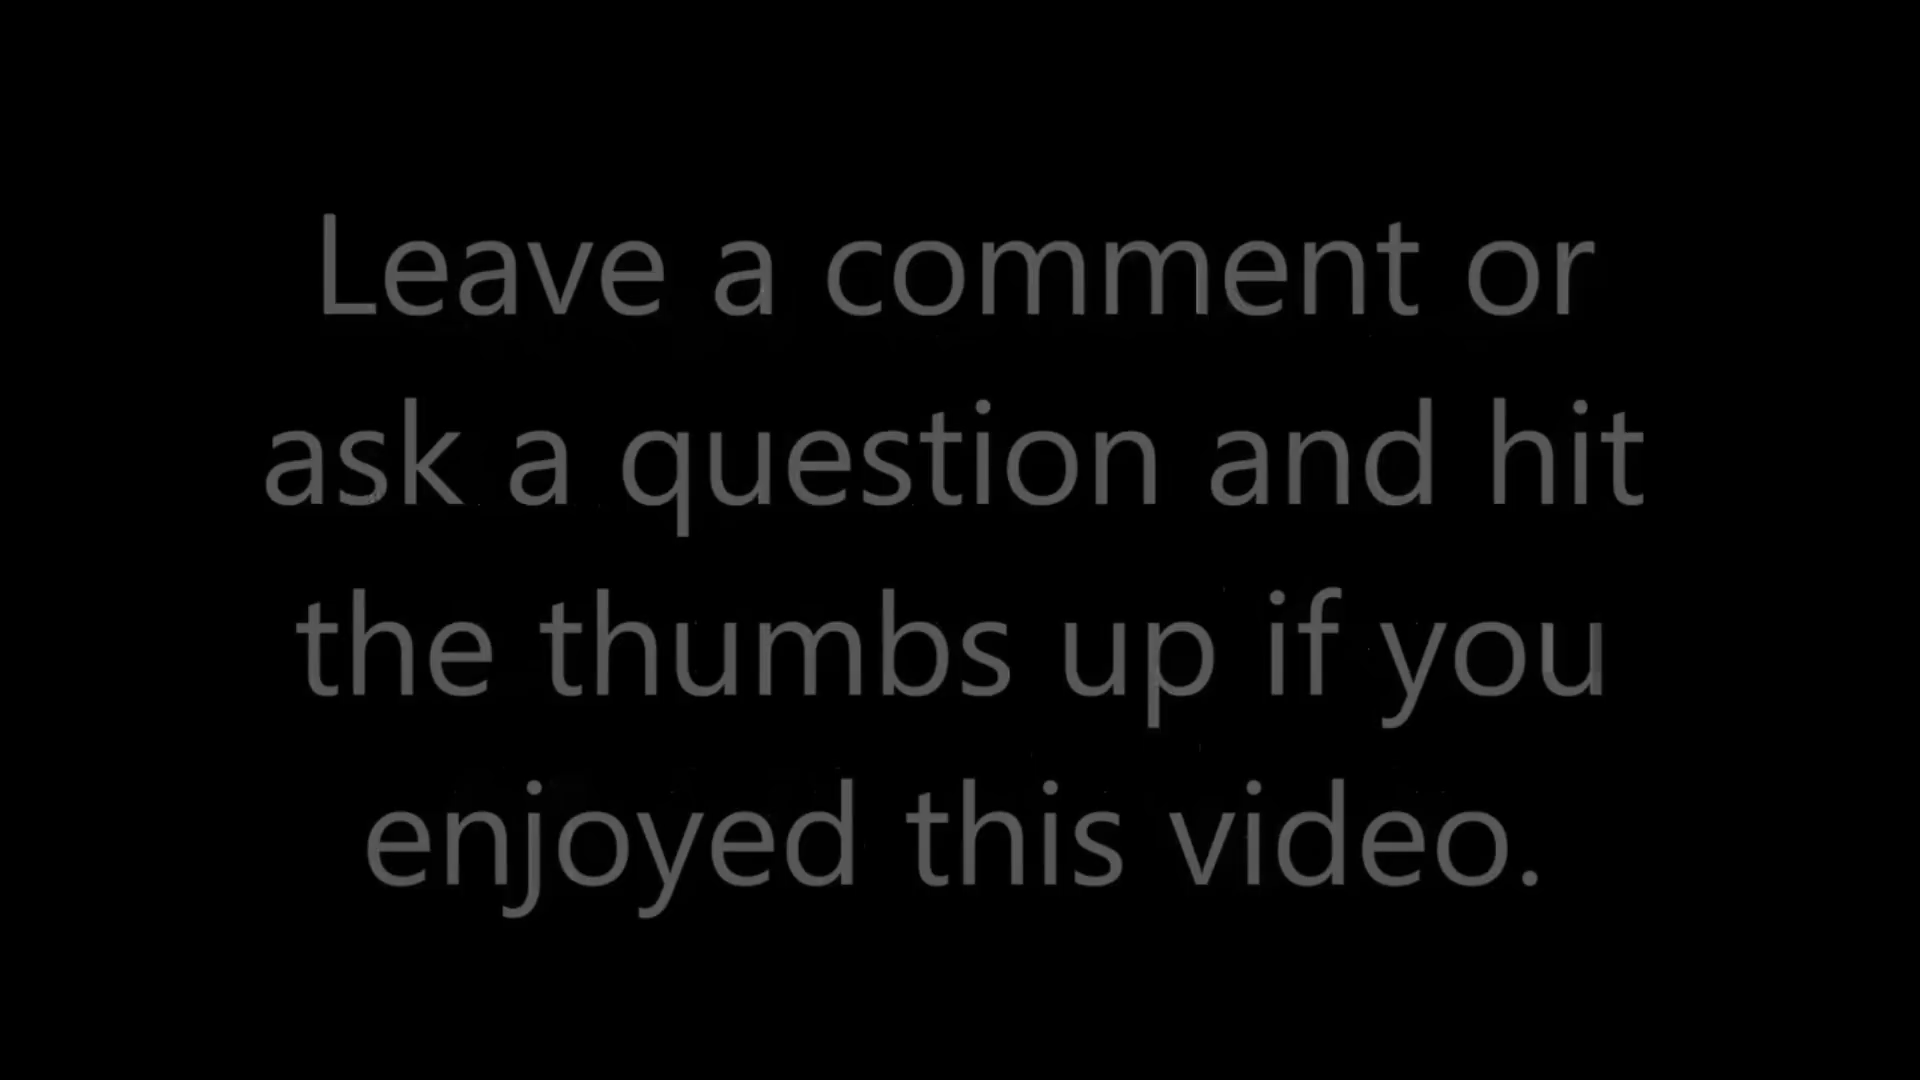 Leave a comment or
ask a question and hit
the thumbs up if you
enjoyed this video.